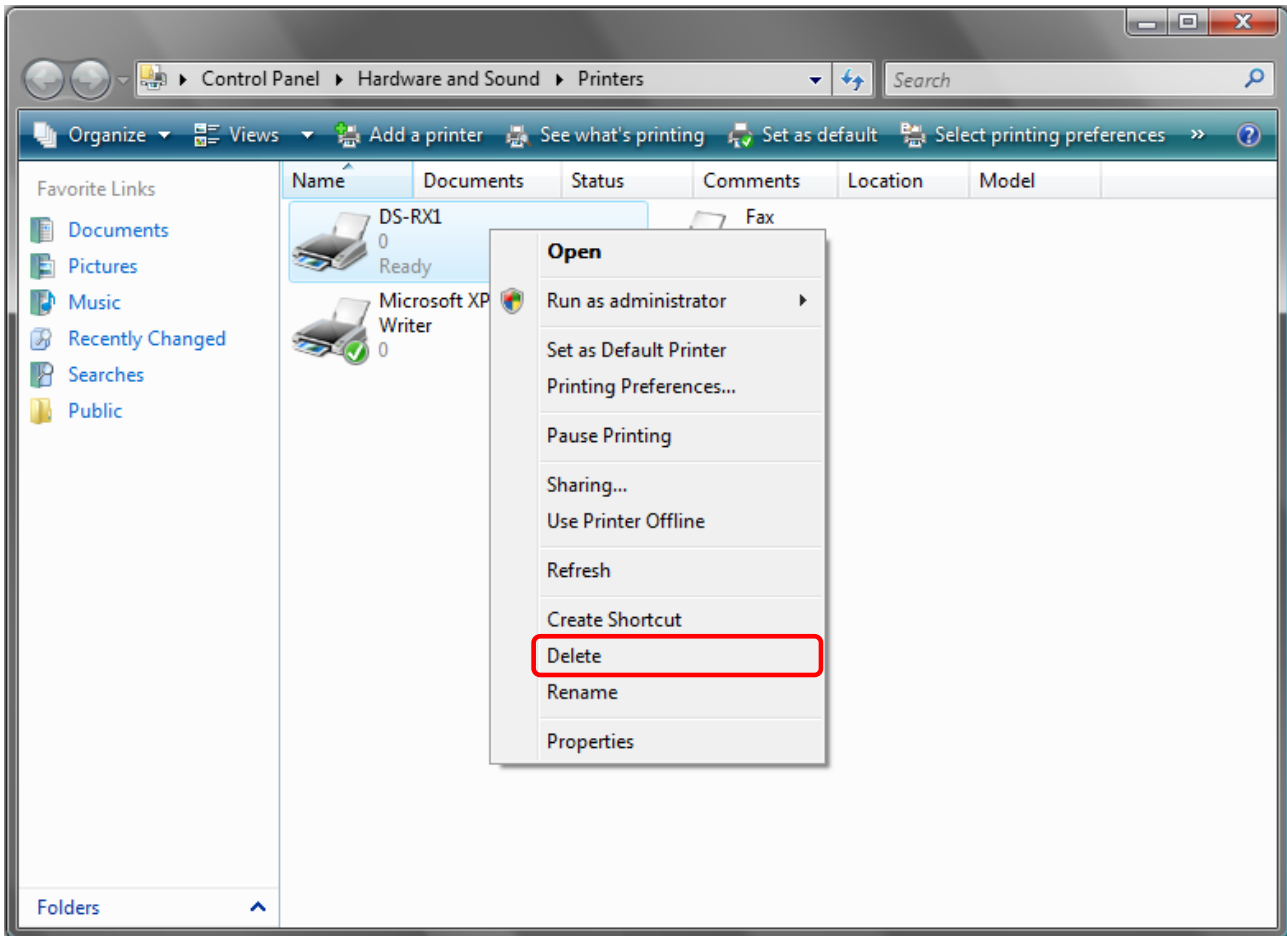 Control Panel ▸ Hardware and Sound ▸ Printers
Search
Organize
Views
Add a printer
See what's printing
Set as default
Select printing preferences
»
Favorite Links
Documents
Pictures
Music
Recently Changed
Searches
Public
Folders
Name
Documents
Status
Comments
Location
Model
DS-RX1
0
Ready
Fax
Microsoft XP
Writer
0
Open
Run as administrator
Set as Default Printer
Printing Preferences...
Pause Printing
Sharing...
Use Printer Offline
Refresh
Create Shortcut
Delete
Rename
Properties